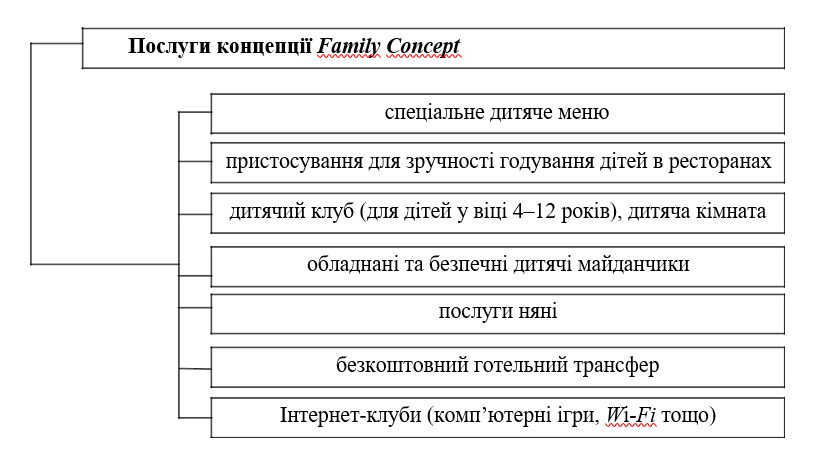 Послуги концепції Family Concept
спеціальне дитяче меню
пристосування для зручності годування дітей в ресторанах
дитячий клуб (для дітей у віці 4–12 років), дитяча кімната
обладнані та безпечні дитячі майданчики
послуги няні
безкоштовний готельний трансфер
Інтернет-клуби (комп’ютерні ігри, Wi-Fi тощо)